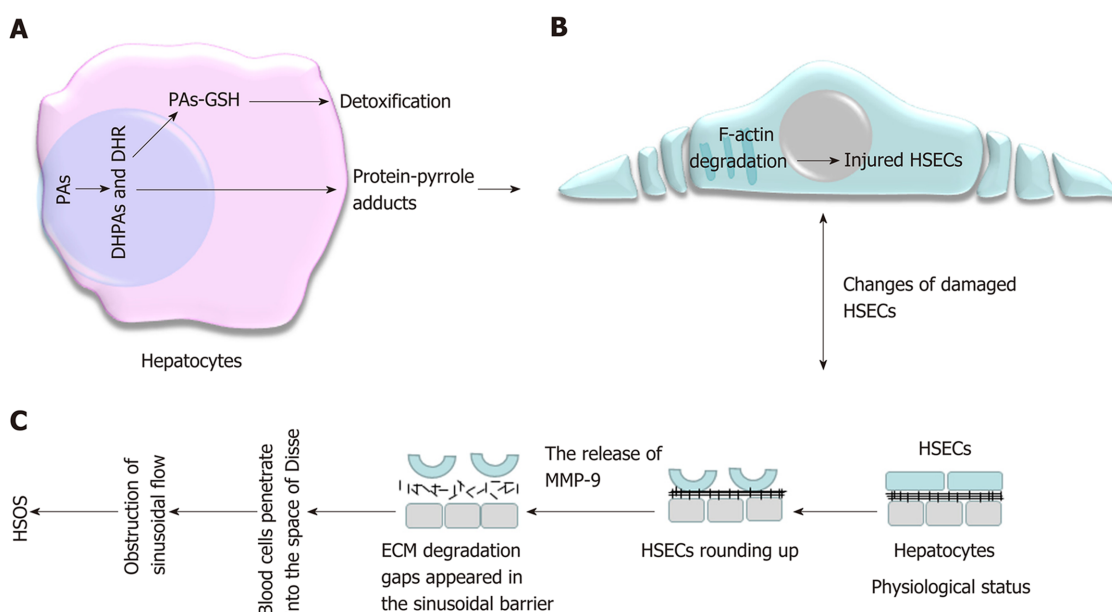 A
PAs
DHPAs and DHR
PAs-GSH
Detoxification
Protein-pyrrole
adducts
Hepatocytes
B
F-actin
degradation
Injured HSECs
Changes of damaged
HSECs
C
HSOS
Obstruction of
sinusoidal flow
Blood cells penetrate
nto the space of Disse
ECM degradation
gaps appeared in
the sinusoidal barrier
The release of
MMP-9
HSECs rounding up
HSECs
Hepatocytes
Physiological status